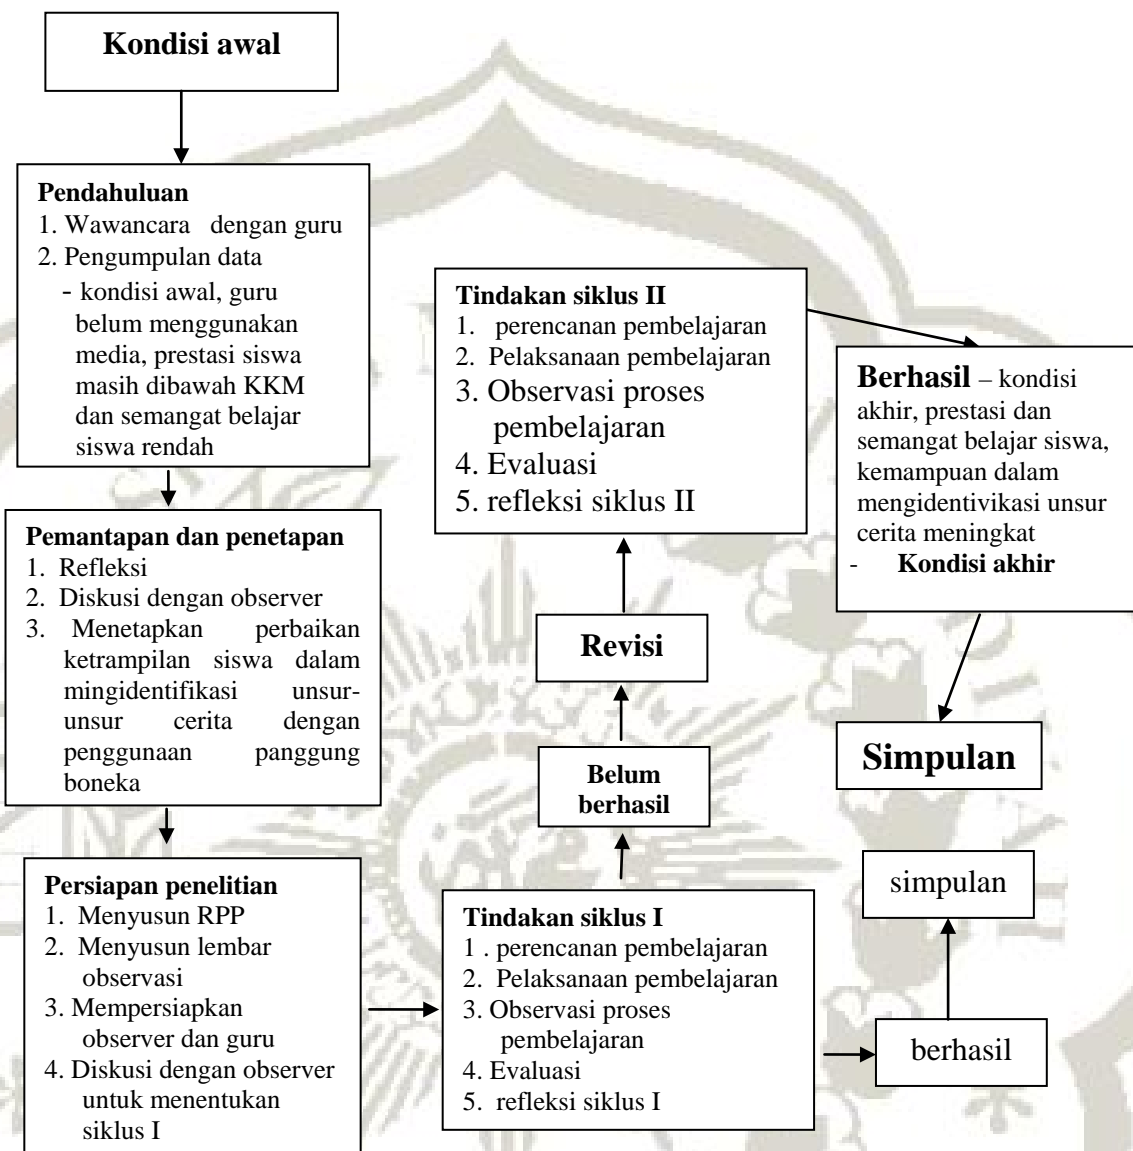 Kondisi awal
Pendahuluan
1. Wawancara dengan guru
2. Pengumpulan data
- kondisi awal, guru
belum menggunakan
media, prestasi siswa
masih dibawah KKM
dan semangat belajar
siswa rendah
Pemantapan dan penetapan
1. Refleksi
2. Diskusi dengan observer
3. Menetapkan perbaikan
ketrampilan siswa dalam
mingidentifikasi unsur-
unsur cerita dengan
penggunaan panggung
boneka
Persiapan penelitian
1. Menyusun RPP
2. Menyusun lembar
observasi
3. Mempersiapkan
observer dan guru
4. Diskusi dengan observer
untuk menentukan
siklus I
Tindakan siklus I
1 . perencanan pembelajaran
2. Pelaksanaan pembelajaran
3. Observasi proses
pembelajaran
4. Evaluasi
5. refleksi siklus I
Belum
berhasil
Revisi
Tindakan siklus II
1. perencanan pembelajaran
2. Pelaksanaan pembelajaran
3. Observasi proses
pembelajaran
4. Evaluasi
5. refleksi siklus II
Berhasil – kondisi
akhir, prestasi dan
semangat belajar siswa,
kemampuan dalam
mengidentivikasi unsur
cerita meningkat
- Kondisi akhir
Simpulan
simpulan
berhasil